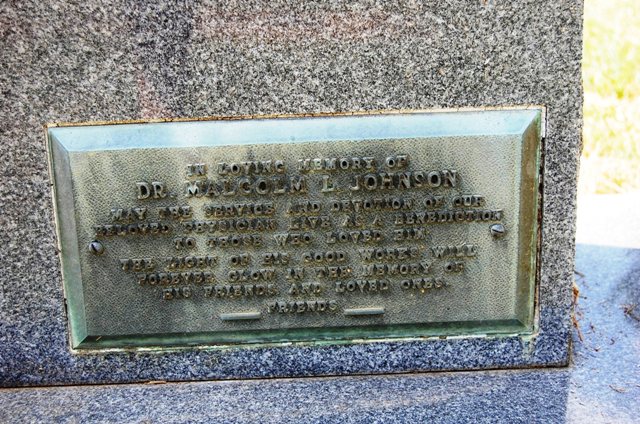 IN LOVING MEMORY OF
DR. MALCOLM L. JOHNSON
MAY THE SERVICE AND DEVOTION OF OUR
BELOVED PHYSICIAN LIVE AS A BENEDICTION
TO THOSE WHO LOVED HIM.
THE LIGHT OF HIS GOOD WORKS WILL
FOREVER GLOW IN THE MEMORY OF
HIS FRIENDS AND LOVED ONES.
FRIENDS